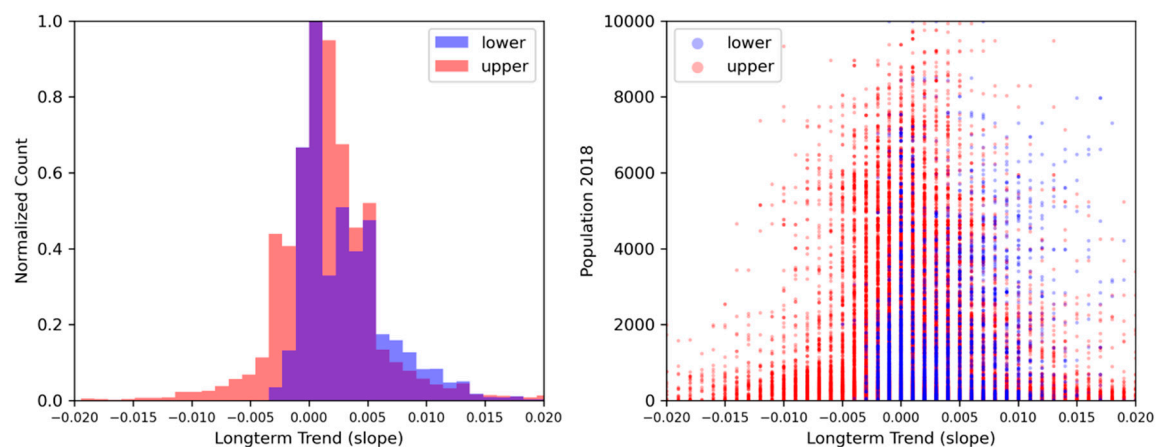 1.0
0.8
0.6
0.4
0.2
0.0
Normalized Count
−0.020 −0.015 −0.010 −0.005 0.000 0.005 0.010 0.015 0.020
Longterm Trend (slope)
lower
upper
10000
8000
6000
4000
2000
0
Population 2018
−0.020 −0.015 −0.010 −0.005 0.000 0.005 0.010 0.015 0.020
Longterm Trend (slope)
lower
upper